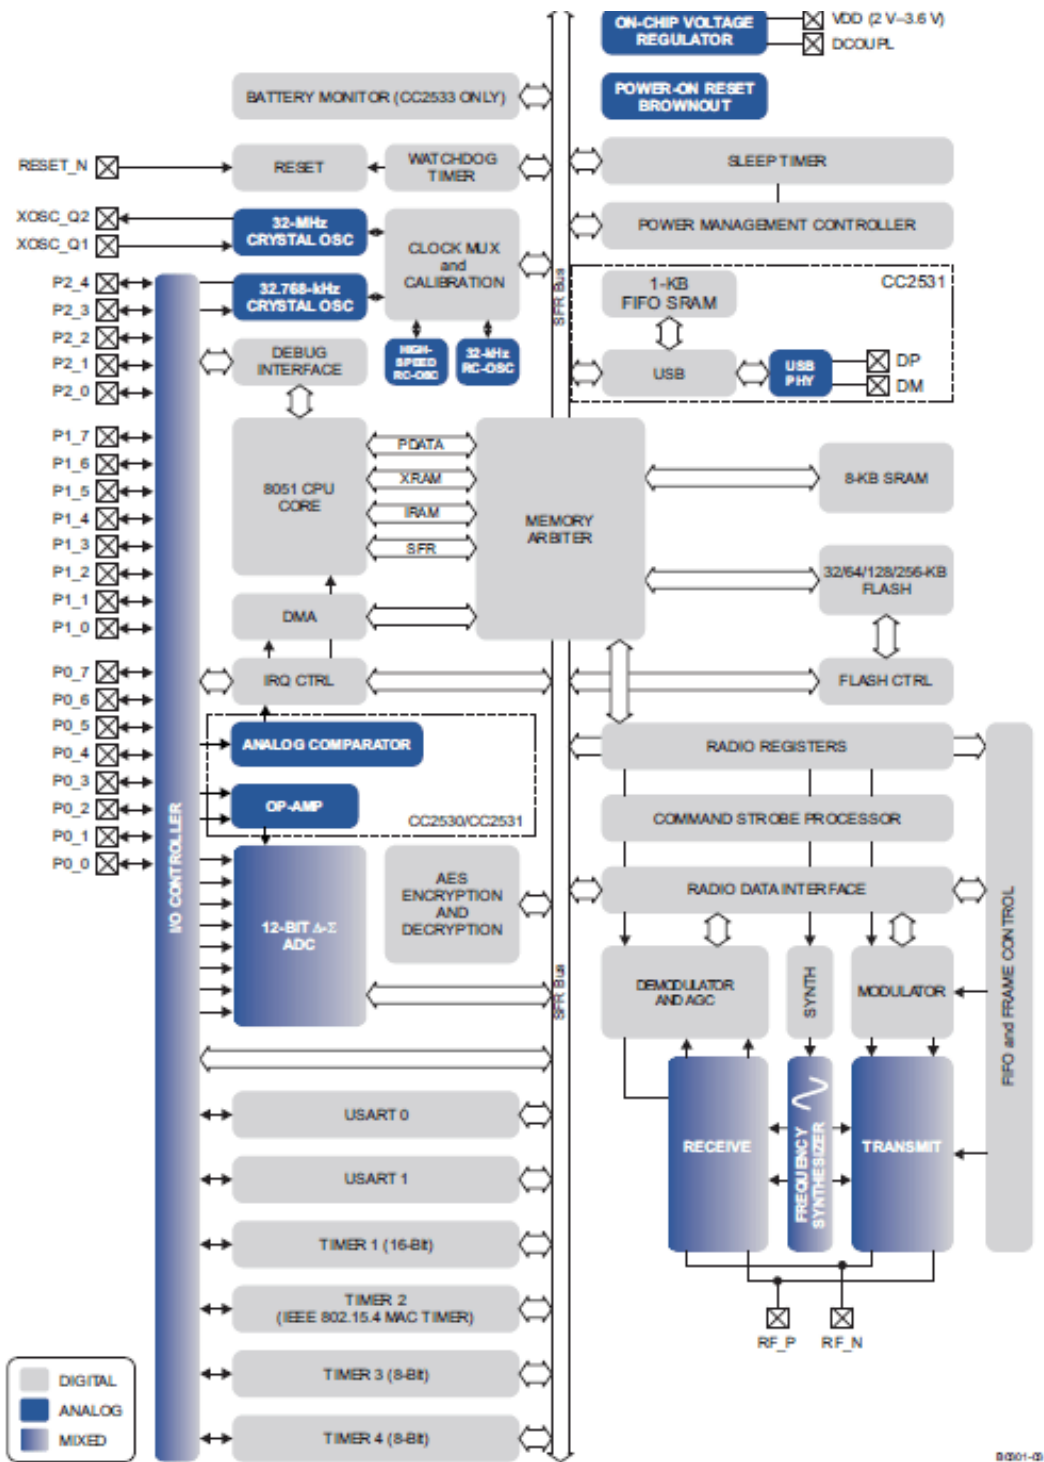 ON-CHIP VOLTAGE
REGULATOR
VDD (2 V–3.6 V)
DCOUPL
BATTERY MONITOR (CC2533 ONLY)
POWER-ON RESET
BROWNOUT
RESET_N
RESET
WATCHDOG
TIMER
SLEEP TIMER
XOSC_Q2
XOSC_Q1
32-MHz
CRYSTAL OSC
CLOCK MUX
and
CALIBRATION
POWER MANAGEMENT CONTROLLER
SFR Bus
P2_4
P2_3
P2_2
P2_1
P2_0
32.768-kHz
CRYSTAL OSC
HIGH-
SPEED
RC-OSC
32-kHz
RC-OSC
DEBUG
INTERFACE
CC2531
1-KB
FIFO SRAM
USB
USB
PHY
DP
DM
P1_7
P1_6
P1_5
P1_4
P1_3
P1_2
P1_1
P1_0
8051 CPU
CORE
PDATA
XRAM
IRAM
SFR
MEMORY
ARBITER
8-KB SRAM
32/64/128/256-KB
FLASH
DMA
IRQ CTRL
FLASH CTRL
P0_7
P0_6
P0_5
P0_4
P0_3
P0_2
P0_1
P0_0
I/O CONTROLLER
ANALOG COMPARATOR
OP-AMP
CC2530/CC2531
RADIO REGISTERS
COMMAND STROBE PROCESSOR
RADIO DATA INTERFACE
FIFO and FRAME CONTROL
12-BIT Δ-Σ
ADC
AES
ENCRYPTION
AND
DECRYPTION
SFR Bus
DEMODULATOR
AND AGC
SYNTH
MODULATOR
RECEIVE
FREQUENCY
SYNTHESIZER
TRANSMIT
USART 0
USART 1
TIMER 1 (16-Bit)
TIMER 2
(IEEE 802.15.4 MAC TIMER)
TIMER 3 (8-Bit)
TIMER 4 (8-Bit)
RF_P
RF_N
DIGITAL
ANALOG
MIXED